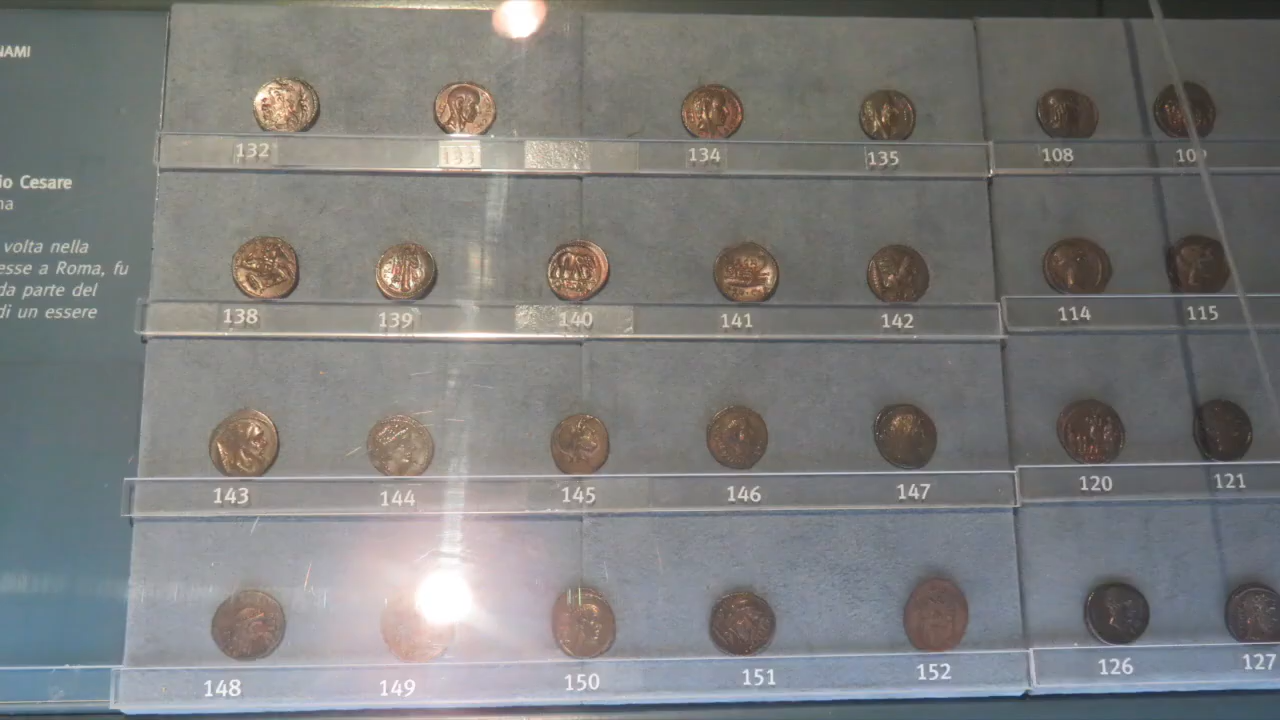 NAMI
io Cesare
na
volta nella
esse a Roma, fu
da parte del
di un essere
132 133 134 135
138 139 140 141 142
143 144 145 146 147
148 149 150 151 152
108 109
114 115
120 121
126 127